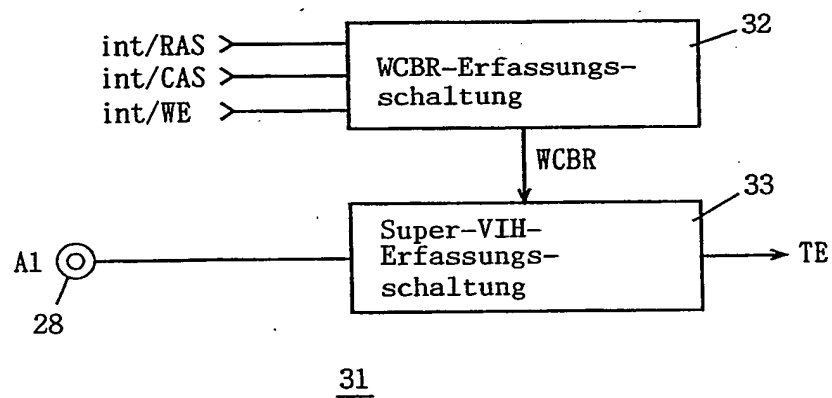 int/RAS
int/CAS
int/WE
WCBR-Erfassungs-
schaltung
32
WCBR
33
A1
28
Super-VIH-
Erfassungs-
schaltung
TE
31